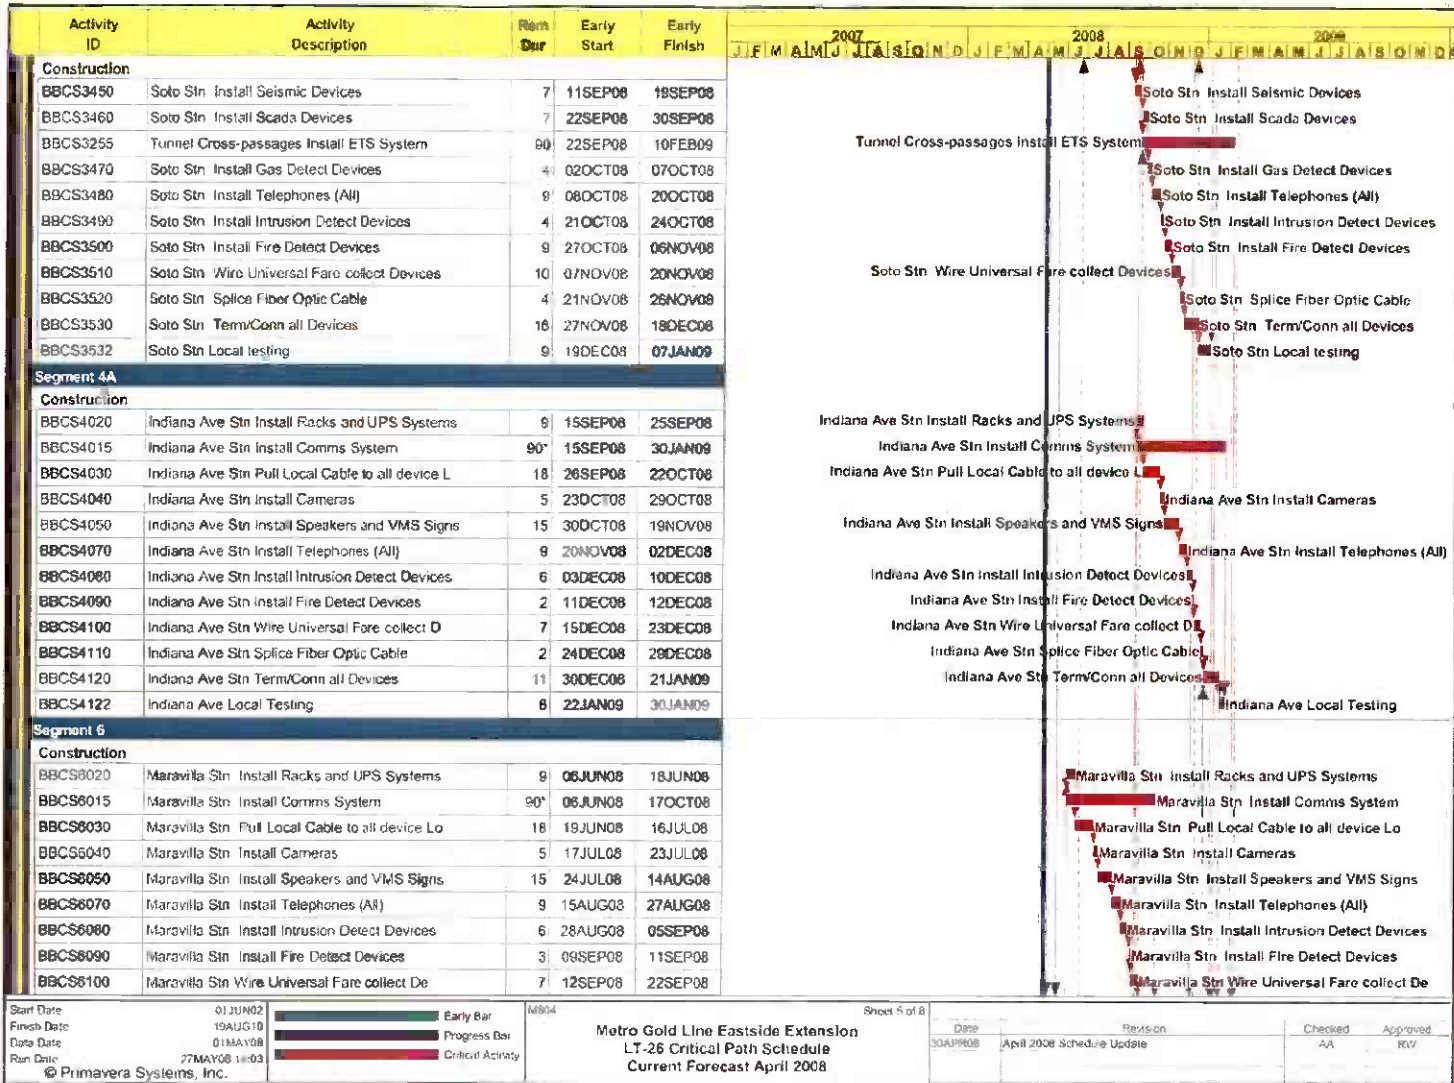 Activity ID Activity Description Rem Dur Early Start Early Finish 2007 2008 2009
J F M A M J J A S O N D J F M A M J J A S O N D J F M A M J J A S O N D
Construction
BBCS3450 Soto Stn Install Seismic Devices 7 11SEP08 19SEP08 Soto Stn Install Seismic Devices
BBCS3460 Soto Stn Install Scada Devices 7 22SEP08 30SEP08 Soto Stn Install Scada Devices
BBCS3255 Tunnel Cross-passages Install ETS System 90 22SEP08 10FEB09 Tunnel Cross-passages Install ETS System
BBCS3470 Soto Stn Install Gas Detect Devices 4 02OCT08 07OCT08 Soto Stn Install Gas Detect Devices
BBCS3480 Soto Stn Install Telephones (All) 9 08OCT08 20OCT08 Soto Stn Install Telephones (All)
BBCS3490 Soto Stn Install Intrusion Detect Devices 4 21OCT08 24OCT08 Soto Stn Install Intrusion Detect Devices
BBCS3500 Soto Stn Install Fire Detect Devices 9 27OCT08 06NOV08 Soto Stn Install Fire Detect Devices
BBCS3510 Soto Stn Wire Universal Fare collect Devices 10 07NOV08 20NOV08 Soto Stn Wire Universal Fare collect Devices
BBCS3520 Soto Stn Splice Fiber Optic Cable 4 21NOV08 26NOV08 Soto Stn Splice Fiber Optic Cable
BBCS3530 Soto Stn Term/Conn all Devices 16 27NOV08 18DEC08 Soto Stn Term/Conn all Devices
BBCS3532 Soto Stn Local testing 9 19DEC08 07JAN09 Soto Stn Local testing
Segment 4A
Construction
BBCS4020 Indiana Ave Stn Install Racks and UPS Systems 9 15SEP08 25SEP08 Indiana Ave Stn Install Racks and UPS Systems
BBCS4015 Indiana Ave Stn Install Comms System 90* 15SEP08 30JAN09 Indiana Ave Stn Install Comms System
BBCS4030 Indiana Ave Stn Pull Local Cable to all device L 18 26SEP08 22OCT08 Indiana Ave Stn Pull Local Cable to all device L
BBCS4040 Indiana Ave Stn Install Cameras 5 23OCT08 29OCT08 Indiana Ave Stn Install Cameras
BBCS4050 Indiana Ave Stn Install Speakers and VMS Signs 15 30OCT08 19NOV08 Indiana Ave Stn Install Speakers and VMS Signs
BBCS4070 Indiana Ave Stn Install Telephones (All) 9 20NOV08 02DEC08 Indiana Ave Stn Install Telephones (All)
BBCS4080 Indiana Ave Stn Install Intrusion Detect Devices 6 03DEC08 10DEC08 Indiana Ave Stn Install Intrusion Detect Devices
BBCS4090 Indiana Ave Stn Install Fire Detect Devices 2 11DEC08 12DEC08 Indiana Ave Stn Install Fire Detect Devices
BBCS4100 Indiana Ave Stn Wire Universal Fare collect D 7 15DEC08 23DEC08 Indiana Ave Stn Wire Universal Fare collect D
BBCS4110 Indiana Ave Stn Splice Fiber Optic Cable 2 24DEC08 29DEC08 Indiana Ave Stn Splice Fiber Optic Cable
BBCS4120 Indiana Ave Stn Term/Conn all Devices 11 30DEC08 21JAN09 Indiana Ave Stn Term/Conn all Devices
BBCS4122 Indiana Ave Local Testing 6 22JAN09 30JAN09 Indiana Ave Local Testing
Segment 6
Construction
BBCS6020 Maravilla Stn Install Racks and UPS Systems 9 06JUN08 18JUN08 Maravilla Stn Install Racks and UPS Systems
BBCS6015 Maravilla Stn Install Comms System 90* 06JUN08 17OCT08 Maravilla Stn Install Comms System
BBCS6030 Maravilla Stn Pull Local Cable to all device Lo 18 19JUN08 16JUL08 Maravilla Stn Pull Local Cable to all device Lo
BBCS6040 Maravilla Stn Install Cameras 5 17JUL08 23JUL08 Maravilla Stn Install Cameras
BBCS6050 Maravilla Stn Install Speakers and VMS Signs 15 24JUL08 14AUG08 Maravilla Stn Install Speakers and VMS Signs
BBCS6070 Maravilla Stn Install Telephones (All) 9 15AUG08 27AUG08 Maravilla Stn Install Telephones (All)
BBCS6080 Maravilla Stn Install Intrusion Detect Devices 6 28AUG08 05SEP08 Maravilla Stn Install Intrusion Detect Devices
BBCS6090 Maravilla Stn Install Fire Detect Devices 3 09SEP08 11SEP08 Maravilla Stn Install Fire Detect Devices
BBCS6100 Maravilla Stn Wire Universal Fare collect De 7 12SEP08 22SEP08 Maravilla Stn Wire Universal Fare collect De
Start Date 01JUN02
Finish Date 19AUG10
Data Date 01MAY08
Run Date 27MAY08
© Primavera Systems, Inc.
Early Bar
Progress Bar
Critical Activity
M804
Sheet 5 of 8
Metro Gold Line Eastside Extension
LT-26 Critical Path Schedule
Current Forecast April 2008
Date Revision Checked Approved
30APR08 April 2008 Schedule Update AA RW